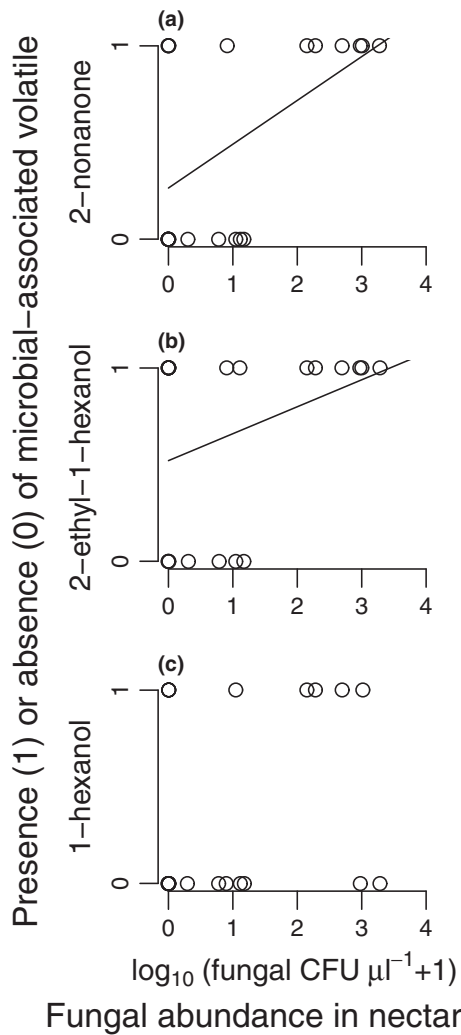 Presence (1) or absence (0) of microbial−associated volatile
(a)
2−nonanone
1
0
0 1 2 3 4
(b)
2−ethyl−1−hexanol
1
0
0 1 2 3 4
(c)
1−hexanol
1
0
0 1 2 3 4
log₁₀ (fungal CFU μl⁻¹+1)
Fungal abundance in nectar